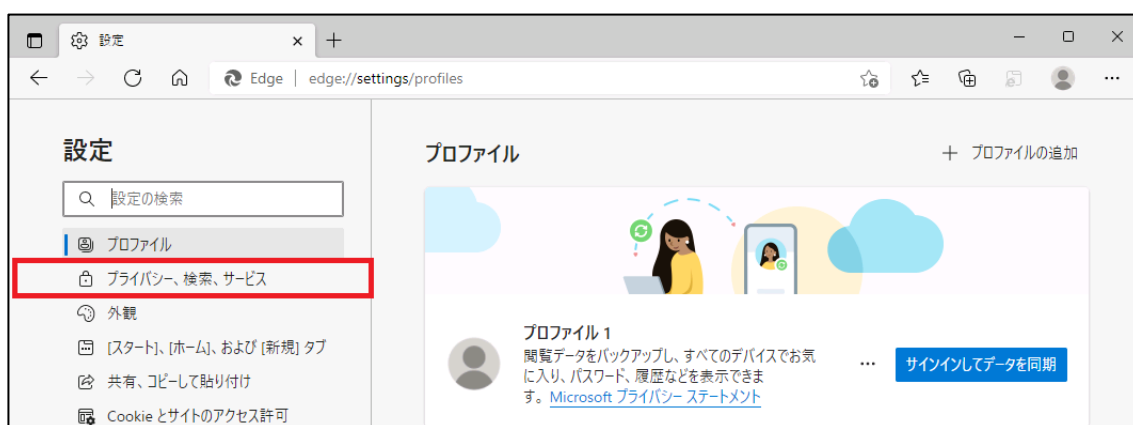 設定
Edge | edge://settings/profiles
設定
設定の検索
プロファイル
プライバシー、検索、サービス
外観
[スタート]、[ホーム]、および [新規] タブ
共有、コピーして貼り付け
Cookie とサイトのアクセス許可
プロファイル
プロファイルの追加
プロファイル 1
閲覧データをバックアップし、すべてのデバイスでお気
に入り、パスワード、履歴などを表示できま
す。Microsoft プライバシー ステートメント
サインインしてデータを同期